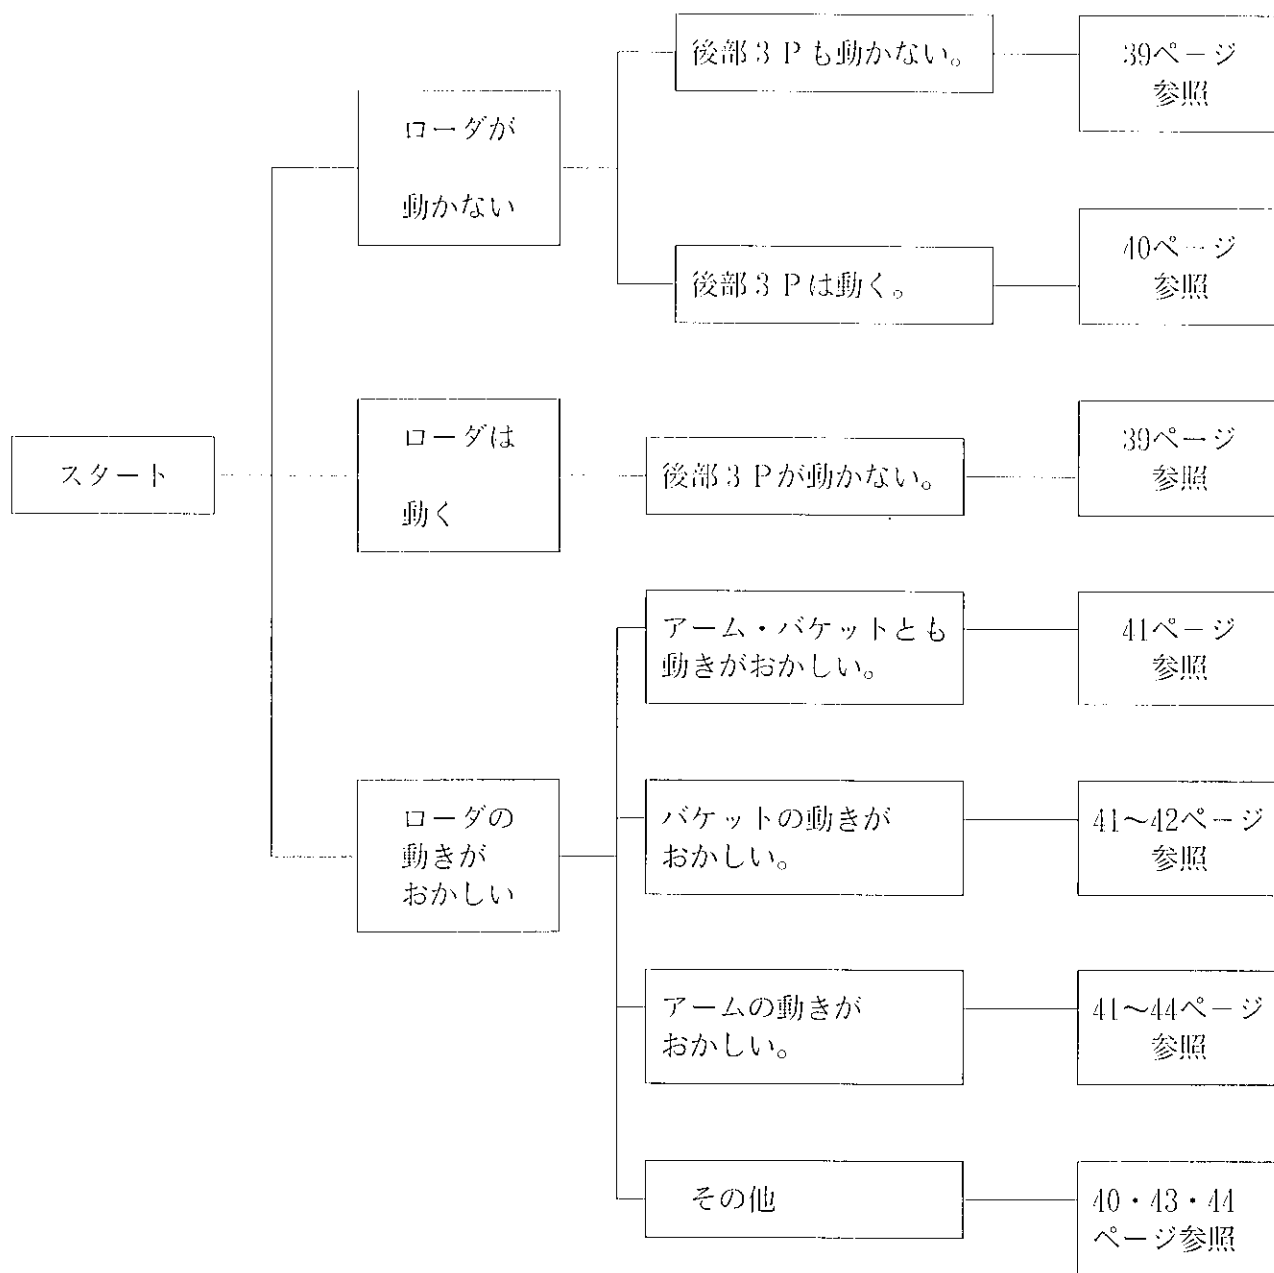 スタート
ローダが
動かない
後部3Pも動かない。
39ページ
参照
後部3Pは動く。
40ページ
参照
ローダは
動く
後部3Pが動かない。
39ページ
参照
ローダの
動きが
おかしい
アーム・バケットとも
動きがおかしい。
41ページ
参照
バケットの動きが
おかしい。
41〜42ページ
参照
アームの動きが
おかしい。
41〜44ページ
参照
その他
40・43・44
ページ参照